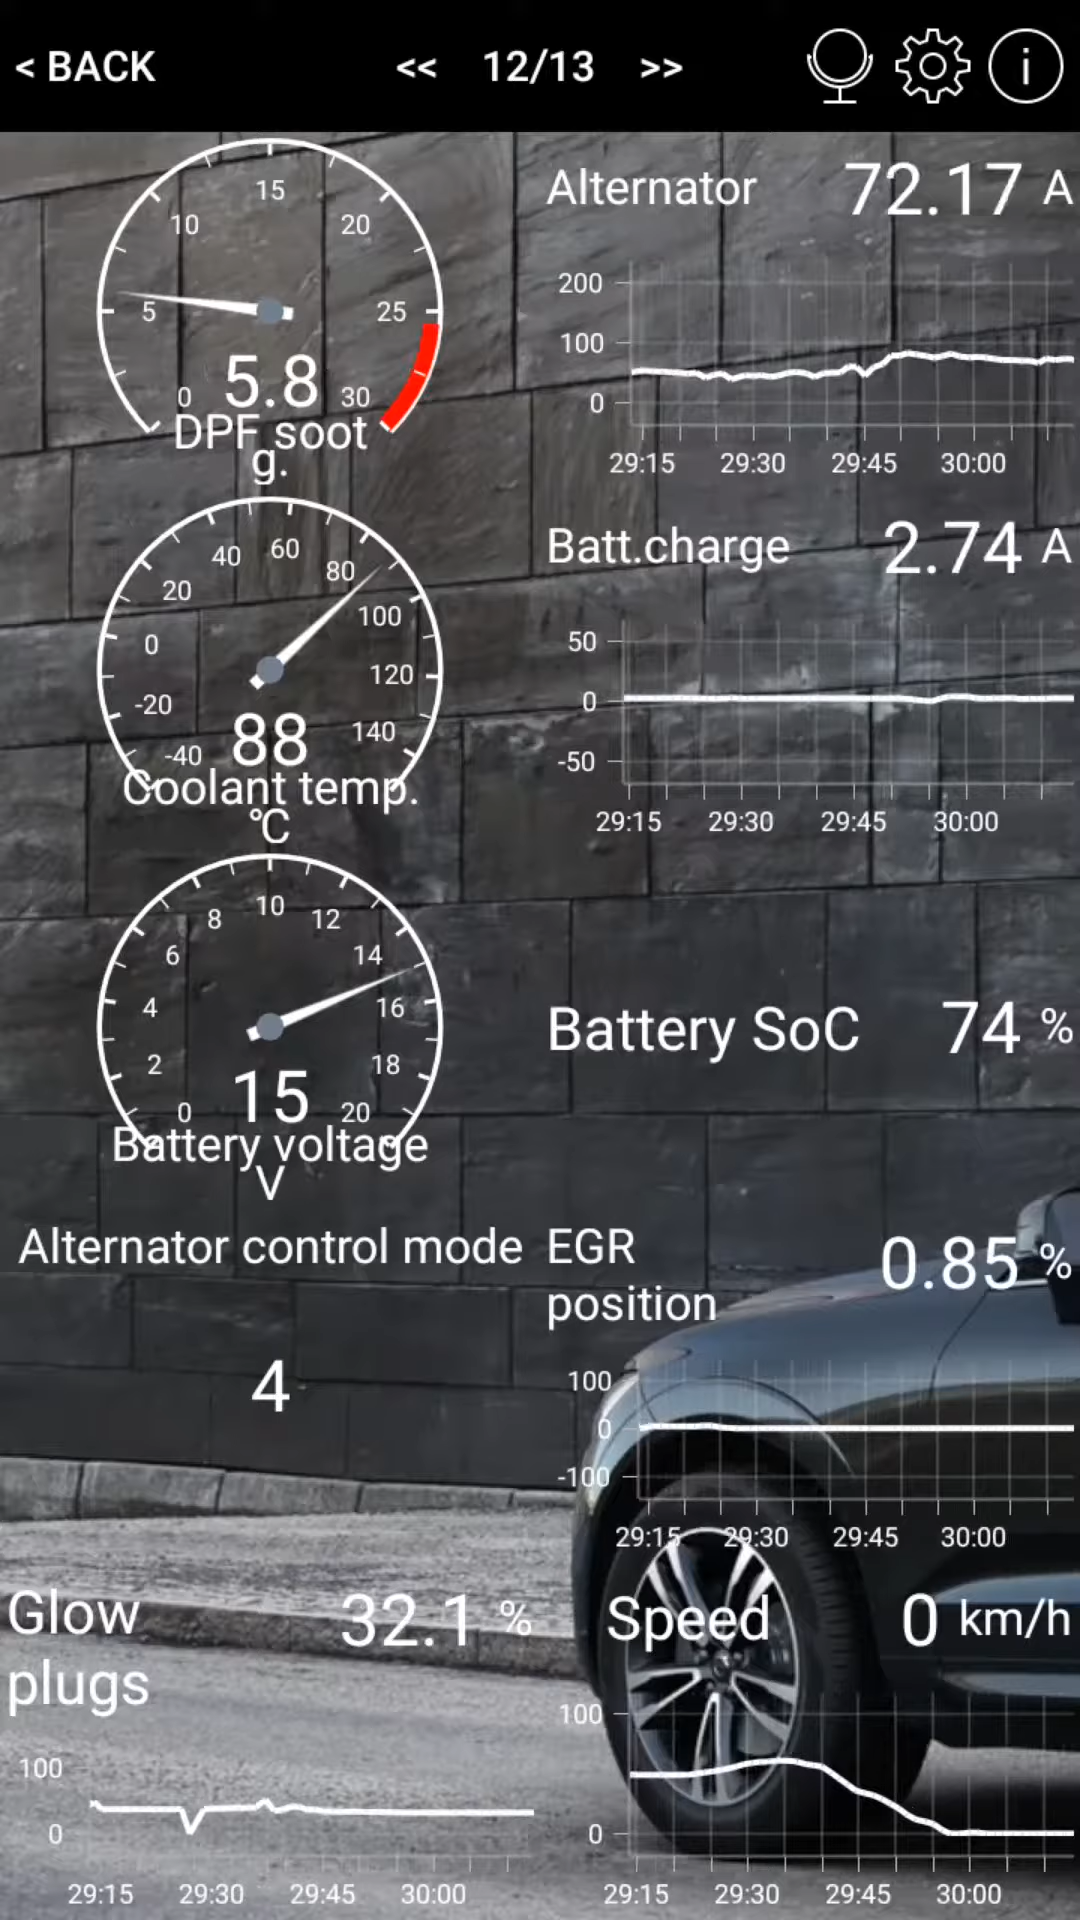 < BACK << 12/13 >> i
0 5 10 15 20 25 30
5.8
DPF soot
g.
Alternator 72.17 A
200
100
0
29:15 29:30 29:45 30:00
-40 -20 0 20 40 60 80 100 120 140
88
Coolant temp.
°C
Batt.charge 2.74 A
50
0
-50
29:15 29:30 29:45 30:00
0 2 4 6 8 10 12 14 16 18 20
15
Battery voltage
V
Battery SoC 74 %
Alternator control mode
4
EGR
position
0.85 %
100
0
-100
29:15 29:30 29:45 30:00
Glow
plugs
32.1 %
100
0
29:15 29:30 29:45 30:00
Speed 0 km/h
100
0
29:15 29:30 29:45 30:00